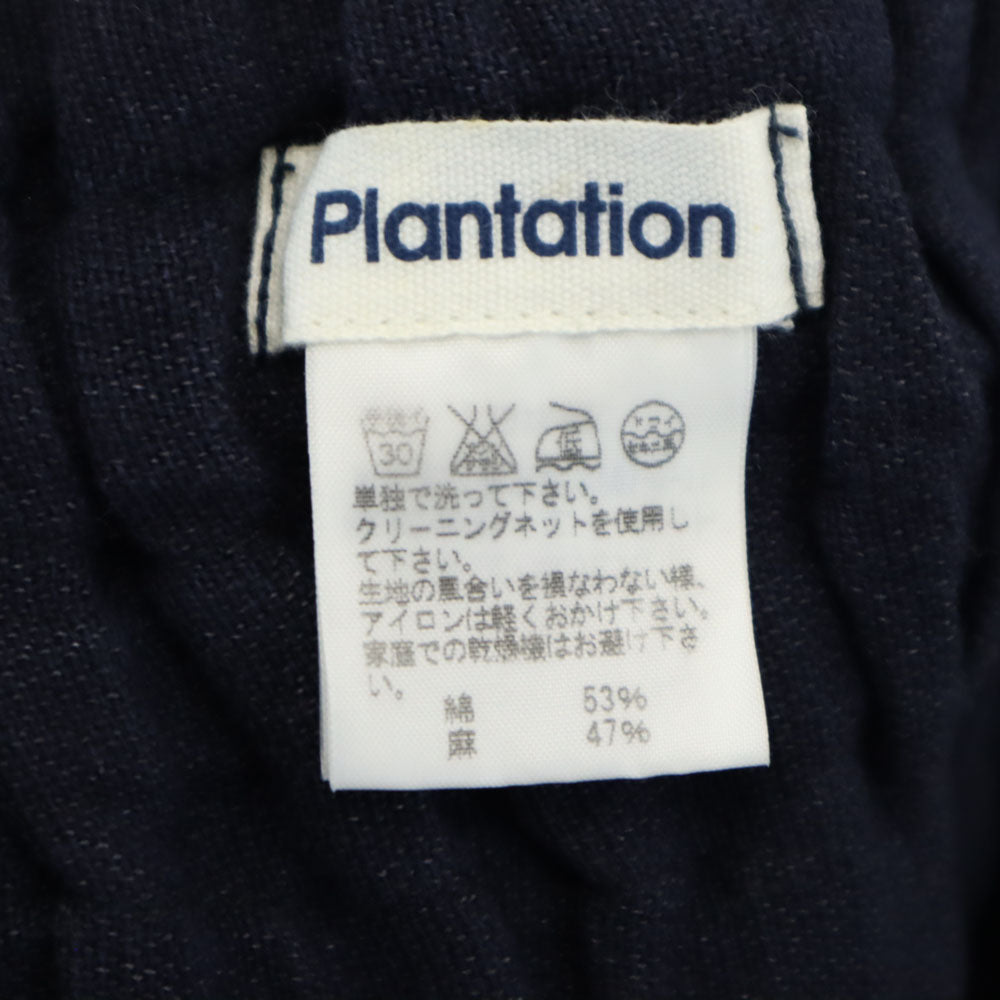 Plantation
30
低
ドライ
単独で洗って下さい。
クリーニングネットを使用し
て下さい。
生地の風合いを損なわない様、
アイロンは軽くおかけ下さい。
家庭での乾燥機はお避け下さ
い。
綿 53%
麻 47%